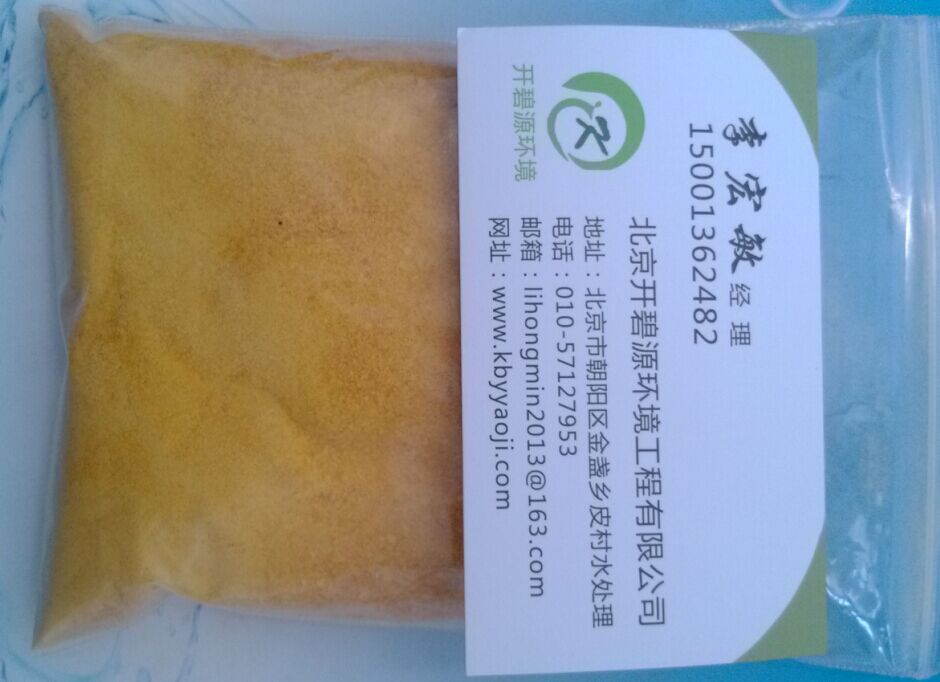 开碧源环境
李宏敏 经理
15001362482
北京开碧源环境工程有限公司
地址：北京市朝阳区金盏乡皮村水处理
电话：010-57127953
邮箱：lihongmin2013@163.com
网址：www.kbyyaoji.com